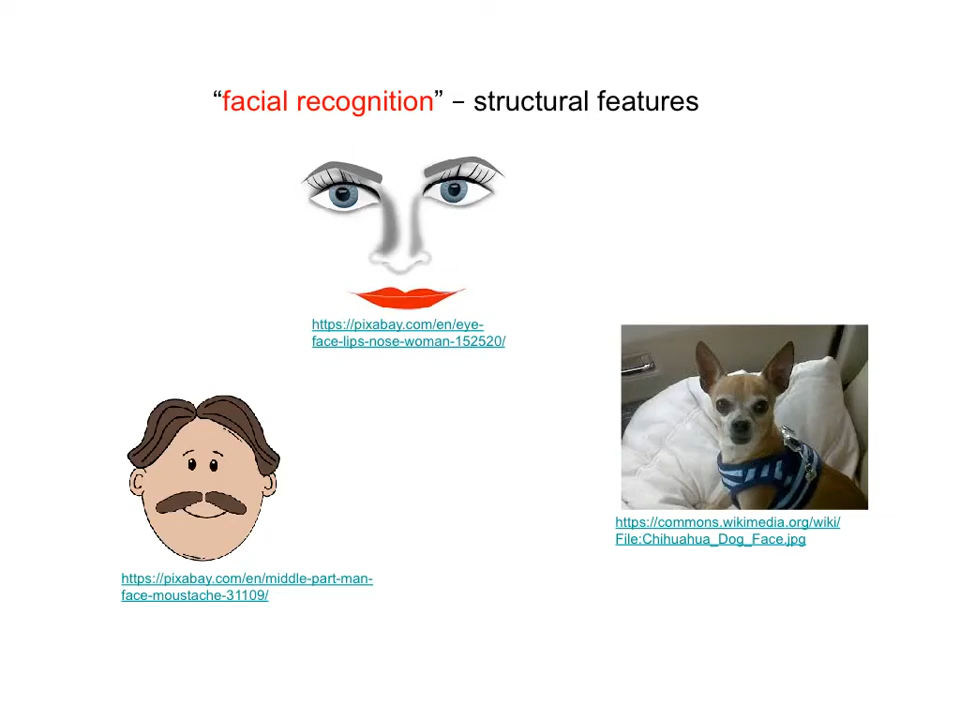 “facial recognition” – structural features
https://pixabay.com/en/eye-
face-lips-nose-woman-152520/
https://commons.wikimedia.org/wiki/
File:Chihuahua_Dog_Face.jpg
https://pixabay.com/en/middle-part-man-
face-moustache-31109/